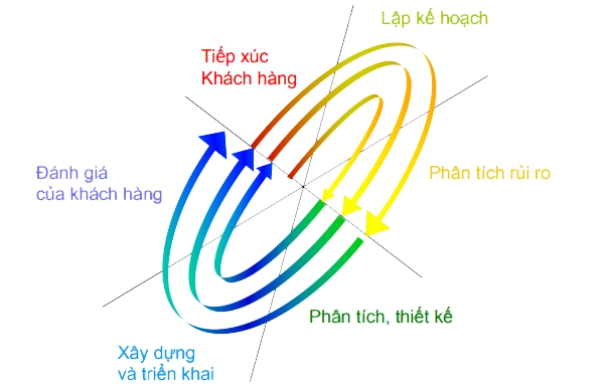 Lập kế hoạch
Tiếp xúc
Khách hàng
Đánh giá
của khách hàng
Phân tích rủi ro
Phân tích, thiết kế
Xây dựng
và triển khai